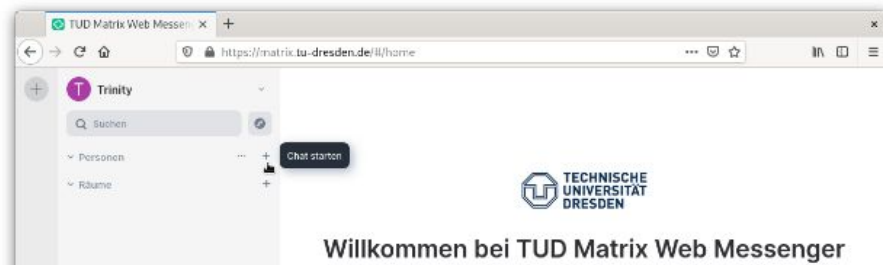 TUD Matrix Web Messen
https://matrix.tu-dresden.de/#/home
T Trinity
Suchen
Personen
Chat starten
Räume
TECHNISCHE
UNIVERSITÄT
DRESDEN
Willkommen bei TUD Matrix Web Messenger